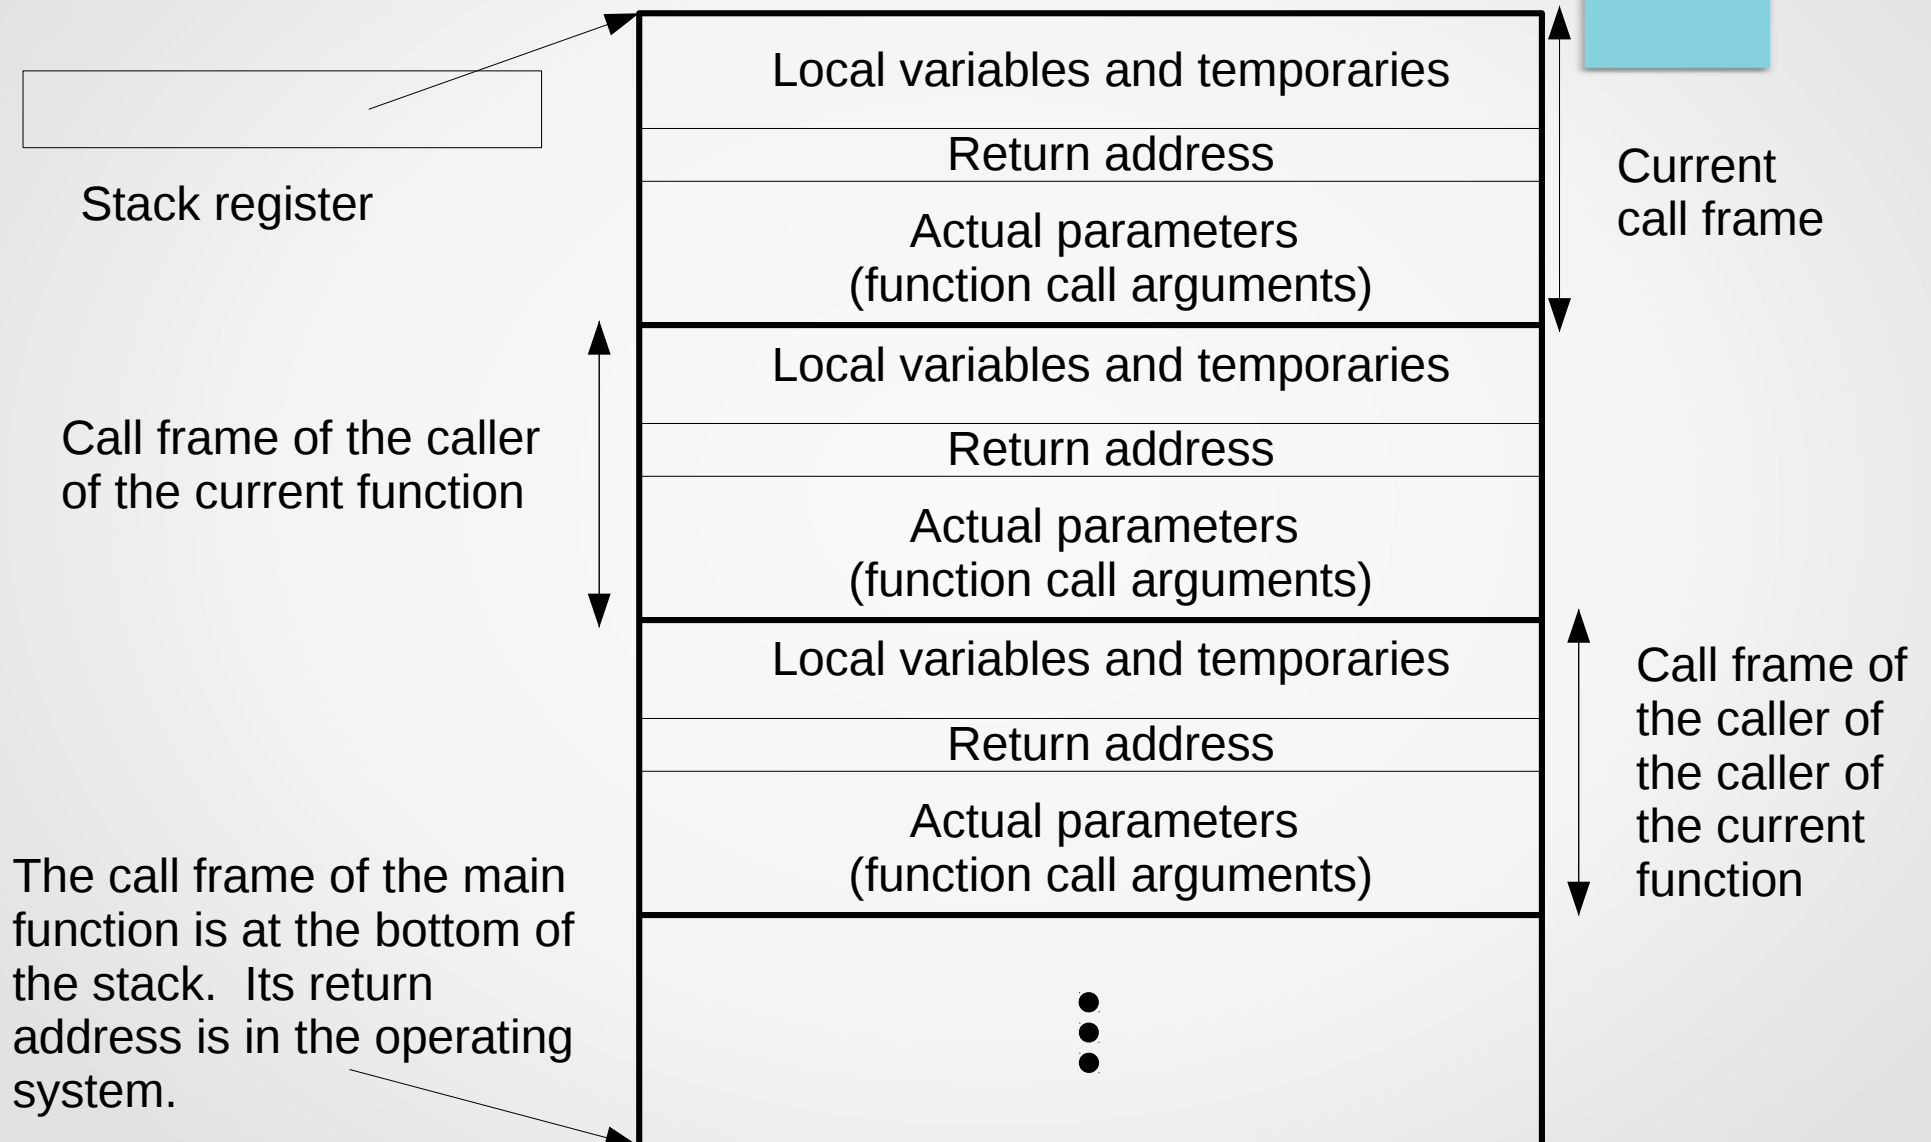 Local variables and temporaries
Return address
Actual parameters
(function call arguments)
Stack register
Current
call frame
Local variables and temporaries
Return address
Actual parameters
(function call arguments)
Call frame of the caller
of the current function
Local variables and temporaries
Return address
Actual parameters
(function call arguments)
Call frame of
the caller of
the caller of
the current
function
The call frame of the main
function is at the bottom of
the stack.  Its return
address is in the operating
system.